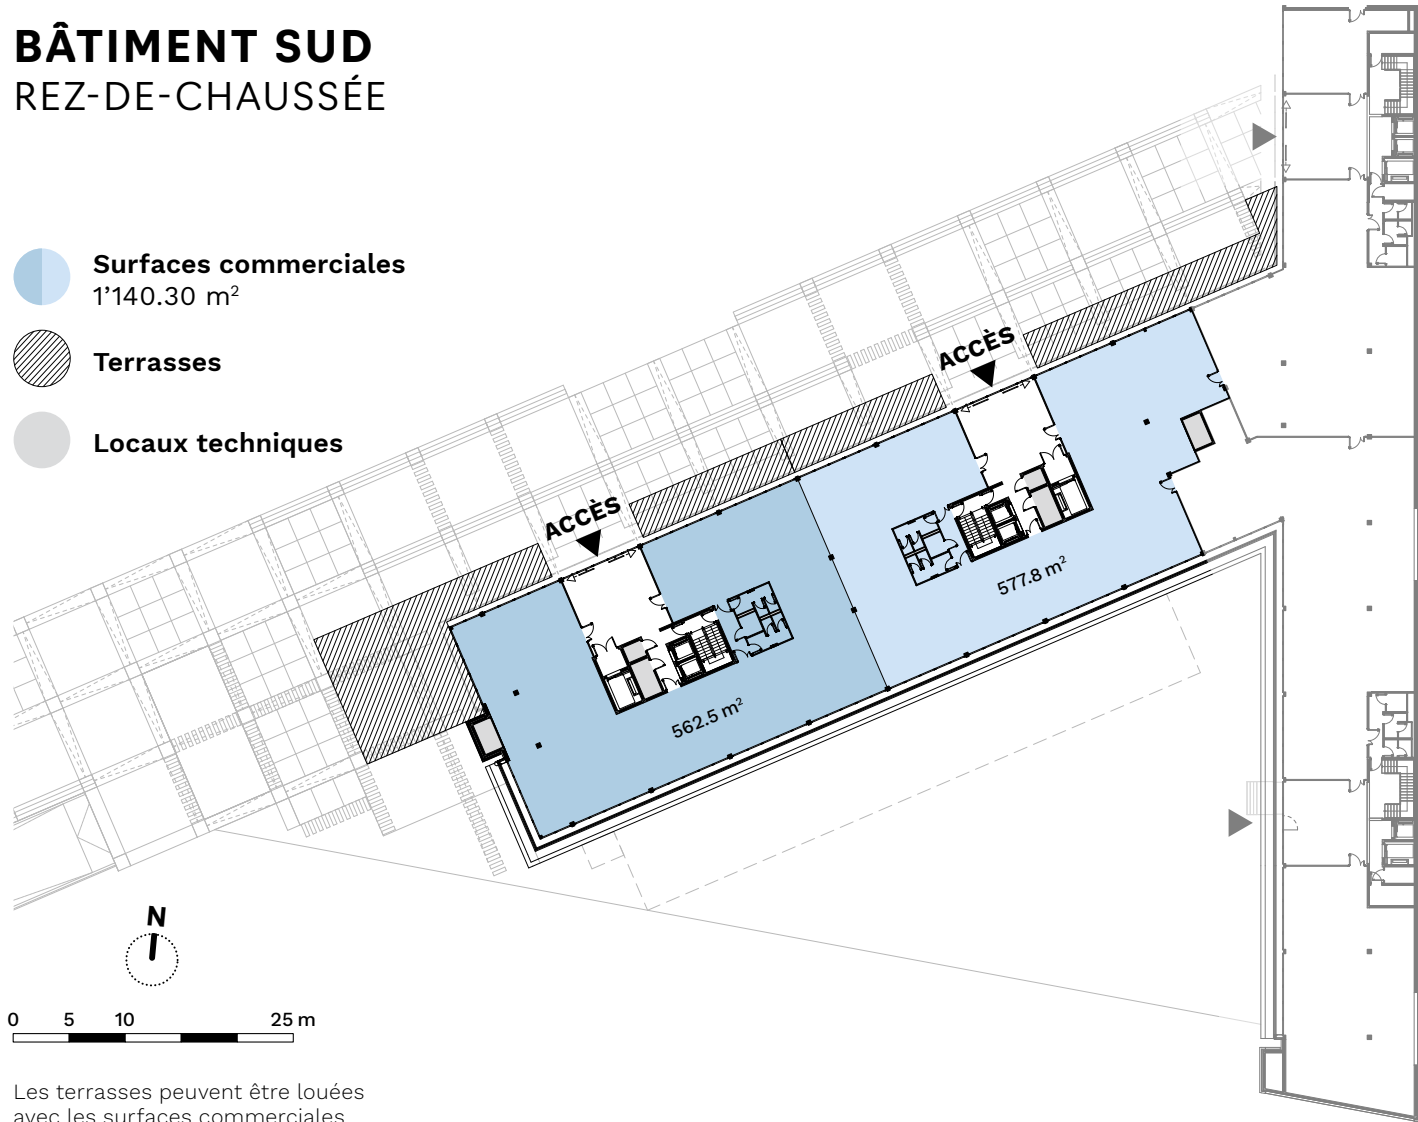 BÂTIMENT SUD
REZ-DE-CHAUSSÉE
Surfaces commerciales
1’140.30 m²
Terrasses
Locaux techniques
ACCÈS
ACCÈS
577.8 m²
562.5 m²
N
0 5 10 25 m
Les terrasses peuvent être louées
avec les surfaces commerciales